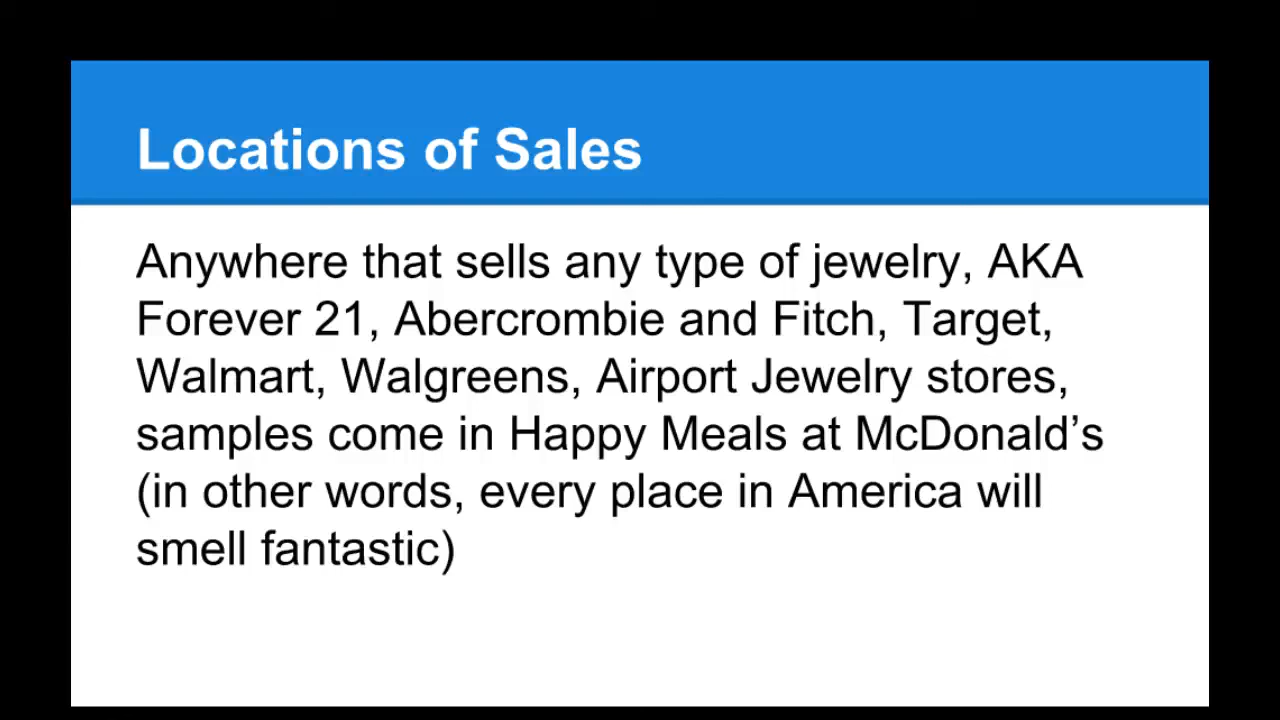 Locations of Sales
Anywhere that sells any type of jewelry, AKA
Forever 21, Abercrombie and Fitch, Target,
Walmart, Walgreens, Airport Jewelry stores,
samples come in Happy Meals at McDonald’s
(in other words, every place in America will
smell fantastic)